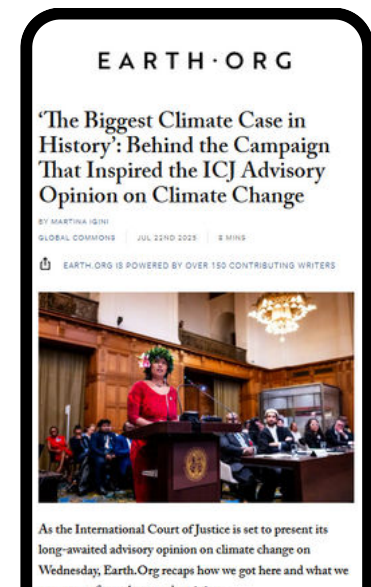 EARTH·ORG
‘The Biggest Climate Case in
History’: Behind the Campaign
That Inspired the ICJ Advisory
Opinion on Climate Change
BY MARTINA IGINI
GLOBAL COMMONS JUL 22ND 2025 8 MINS
EARTH.ORG IS POWERED BY OVER 150 CONTRIBUTING WRITERS
As the International Court of Justice is set to present its
long-awaited advisory opinion on climate change on
Wednesday, Earth.Org recaps how we got here and what we